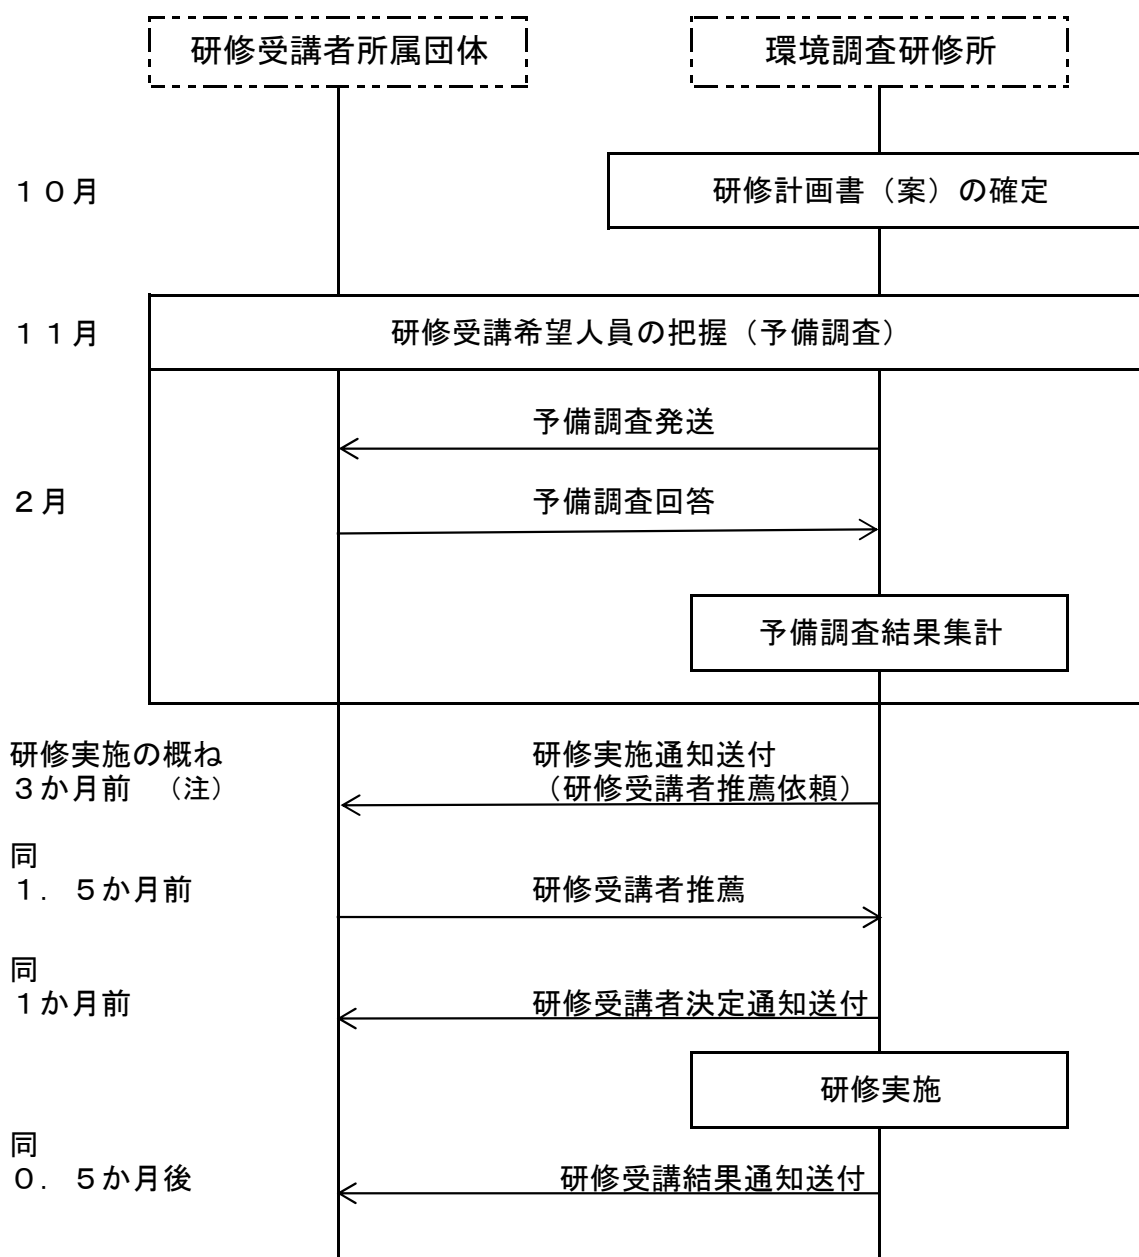 研修受講者所属団体
環境調査研修所
１０月
研修計画書（案）の確定
１１月
研修受講希望人員の把握（予備調査）
予備調査発送
２月
予備調査回答
予備調査結果集計
研修実施の概ね
３か月前　（注）
研修実施通知送付
（研修受講者推薦依頼）
同
１．５か月前
研修受講者推薦
同
１か月前
研修受講者決定通知送付
研修実施
同
０．５か月後
研修受講結果通知送付